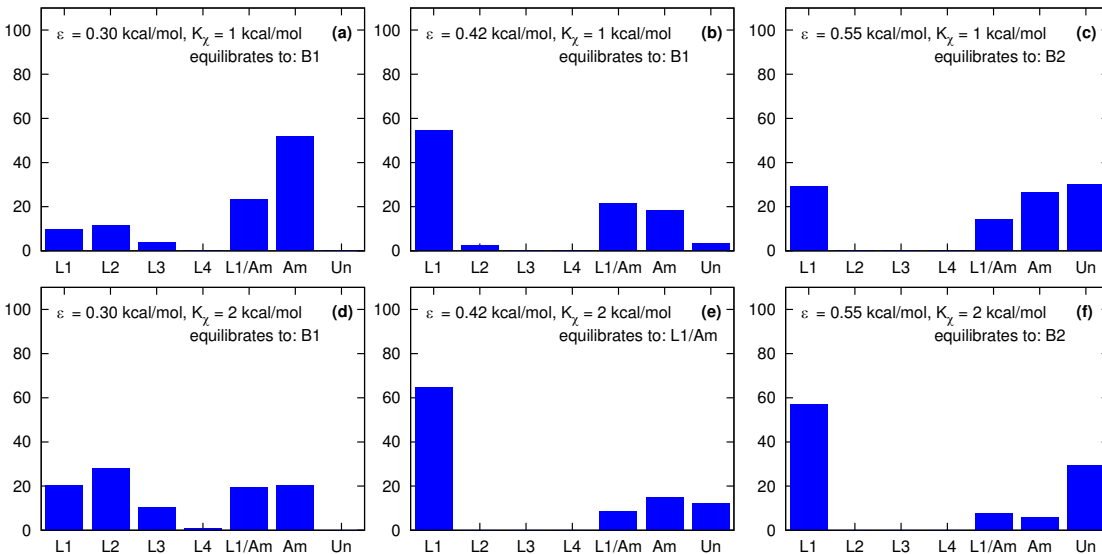 ε = 0.30 kcal/mol, Kχ = 1 kcal/mol (a)
equilibrates to: B1
100
80
60
40
20
0
L1 L2 L3 L4 L1/Am Am Un
ε = 0.42 kcal/mol, Kχ = 1 kcal/mol (b)
equilibrates to: B1
100
80
60
40
20
0
L1 L2 L3 L4 L1/Am Am Un
ε = 0.55 kcal/mol, Kχ = 1 kcal/mol (c)
equilibrates to: B2
100
80
60
40
20
0
L1 L2 L3 L4 L1/Am Am Un
ε = 0.30 kcal/mol, Kχ = 2 kcal/mol (d)
equilibrates to: B1
100
80
60
40
20
0
L1 L2 L3 L4 L1/Am Am Un
ε = 0.42 kcal/mol, Kχ = 2 kcal/mol (e)
equilibrates to: L1/Am
100
80
60
40
20
0
L1 L2 L3 L4 L1/Am Am Un
ε = 0.55 kcal/mol, Kχ = 2 kcal/mol (f)
equilibrates to: B2
100
80
60
40
20
0
L1 L2 L3 L4 L1/Am Am Un